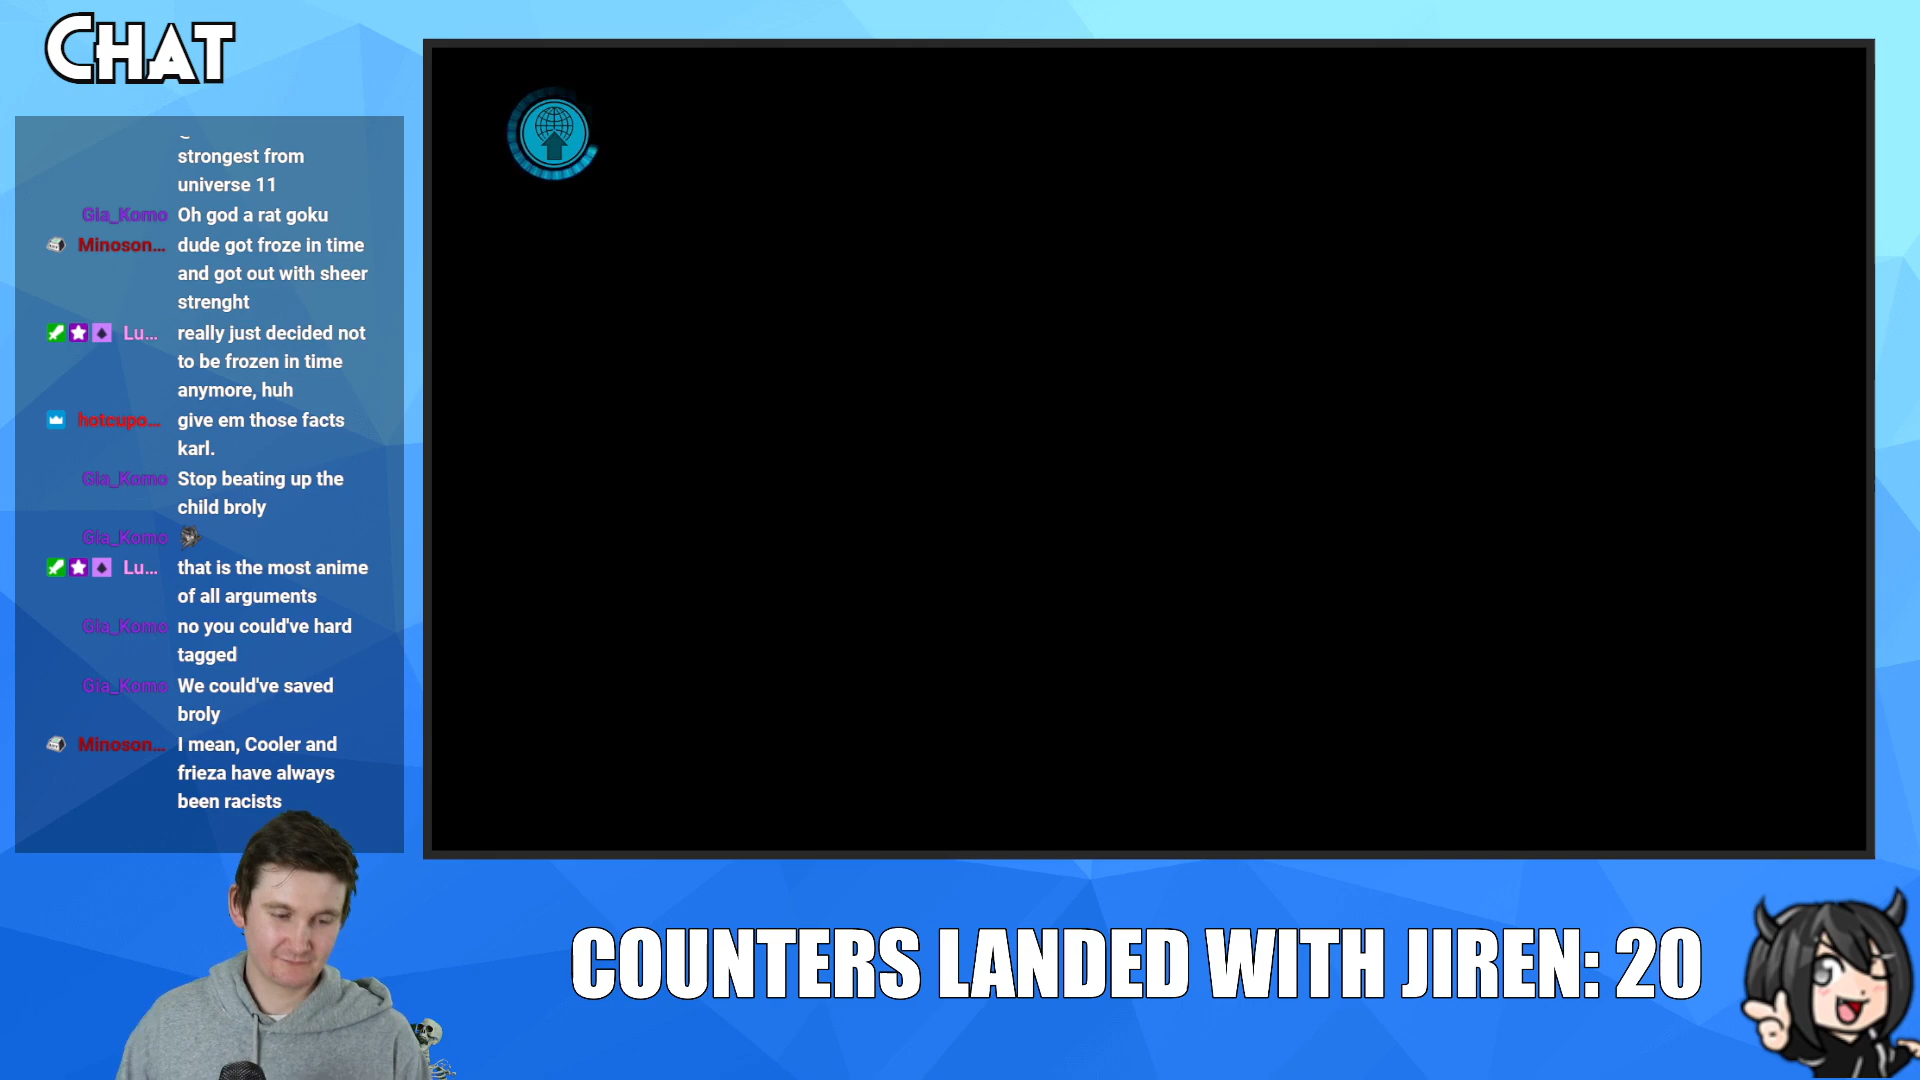 CHAT
strongest from
universe 11
Gia_Komo Oh god a rat goku
Minoson... dude got froze in time
and got out with sheer
strenght
Lu... really just decided not
to be frozen in time
anymore, huh
hotcupo... give em those facts
karl.
Gia_Komo Stop beating up the
child broly
Gia_Komo
Lu... that is the most anime
of all arguments
Gia_Komo no you could've hard
tagged
Gia_Komo We could've saved
broly
Minoson... I mean, Cooler and
frieza have always
been racists
COUNTERS LANDED WITH JIREN: 20